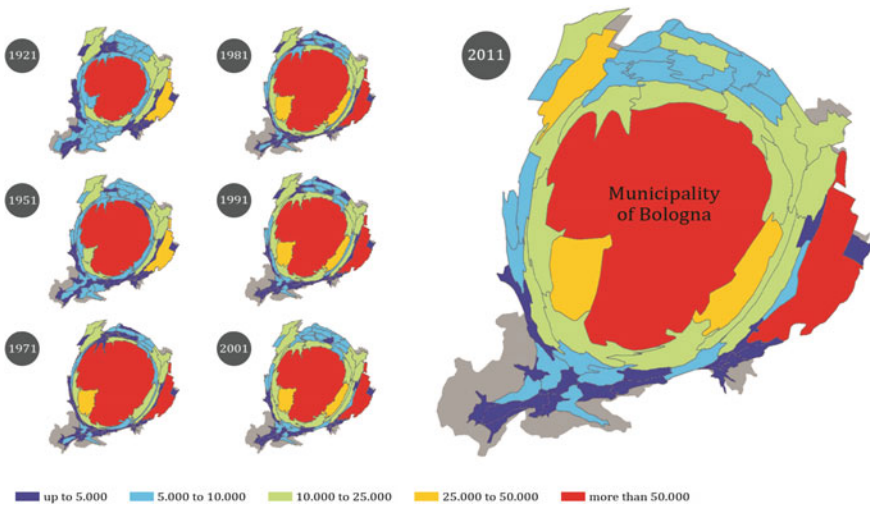 1921
1981
2011
1951
1991
1971
2001
Municipality
of Bologna
up to 5.000
5.000 to 10.000
10.000 to 25.000
25.000 to 50.000
more than 50.000